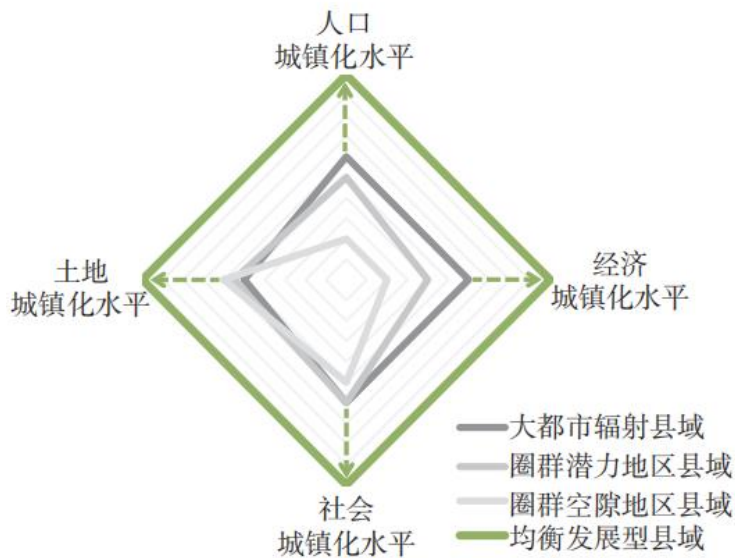 人口
城镇化水平
土地
城镇化水平
经济
城镇化水平
社会
城镇化水平
大都市辐射县域
圈群潜力地区县域
圈群空隙地区县域
均衡发展型县域